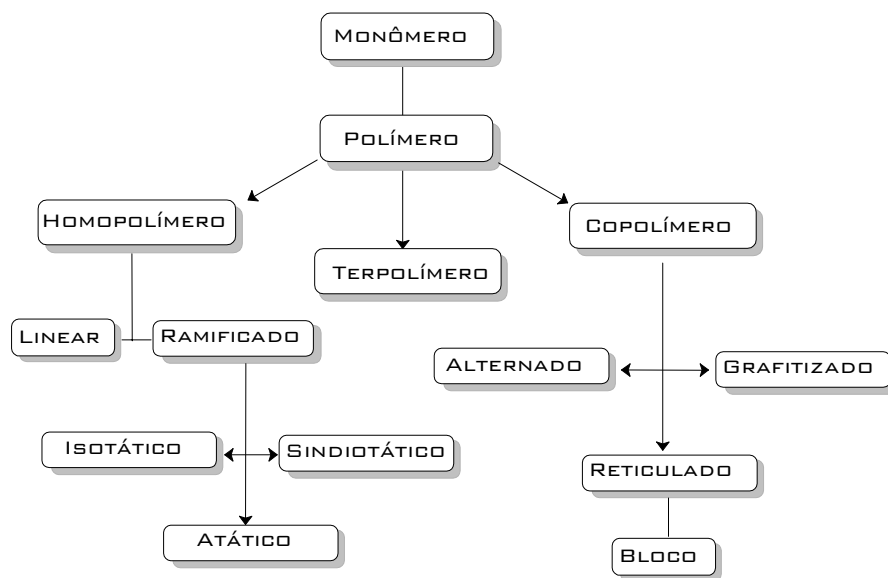 MONÔMERO
POLÍMERO
HOMOPOLÍMERO
COPOLÍMERO
TERPOLÍMERO
LINEAR
RAMIFICADO
ALTERNADO
GRAFITIZADO
ISOTÁTICO
SINDIOTÁTICO
RETICULADO
ATÁTICO
BLOCO